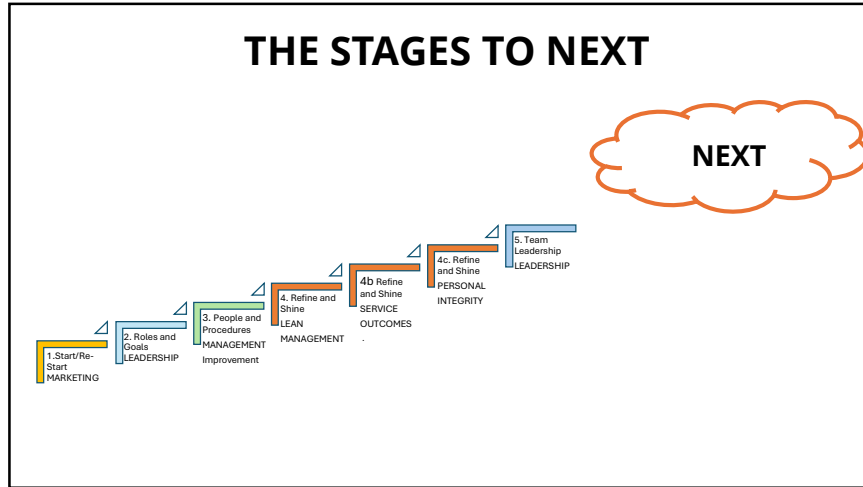 THE STAGES TO NEXT
NEXT
1.Start/Re-
Start
MARKETING
2. Roles and
Goals
LEADERSHIP
3. People and
Procedures
MANAGEMENT
Improvement
4. Refine and
Shine
LEAN
MANAGEMENT
4b Refine
and Shine
SERVICE
OUTCOMES
.
4c. Refine
and Shine
PERSONAL
INTEGRITY
5. Team
Leadership
LEADERSHIP